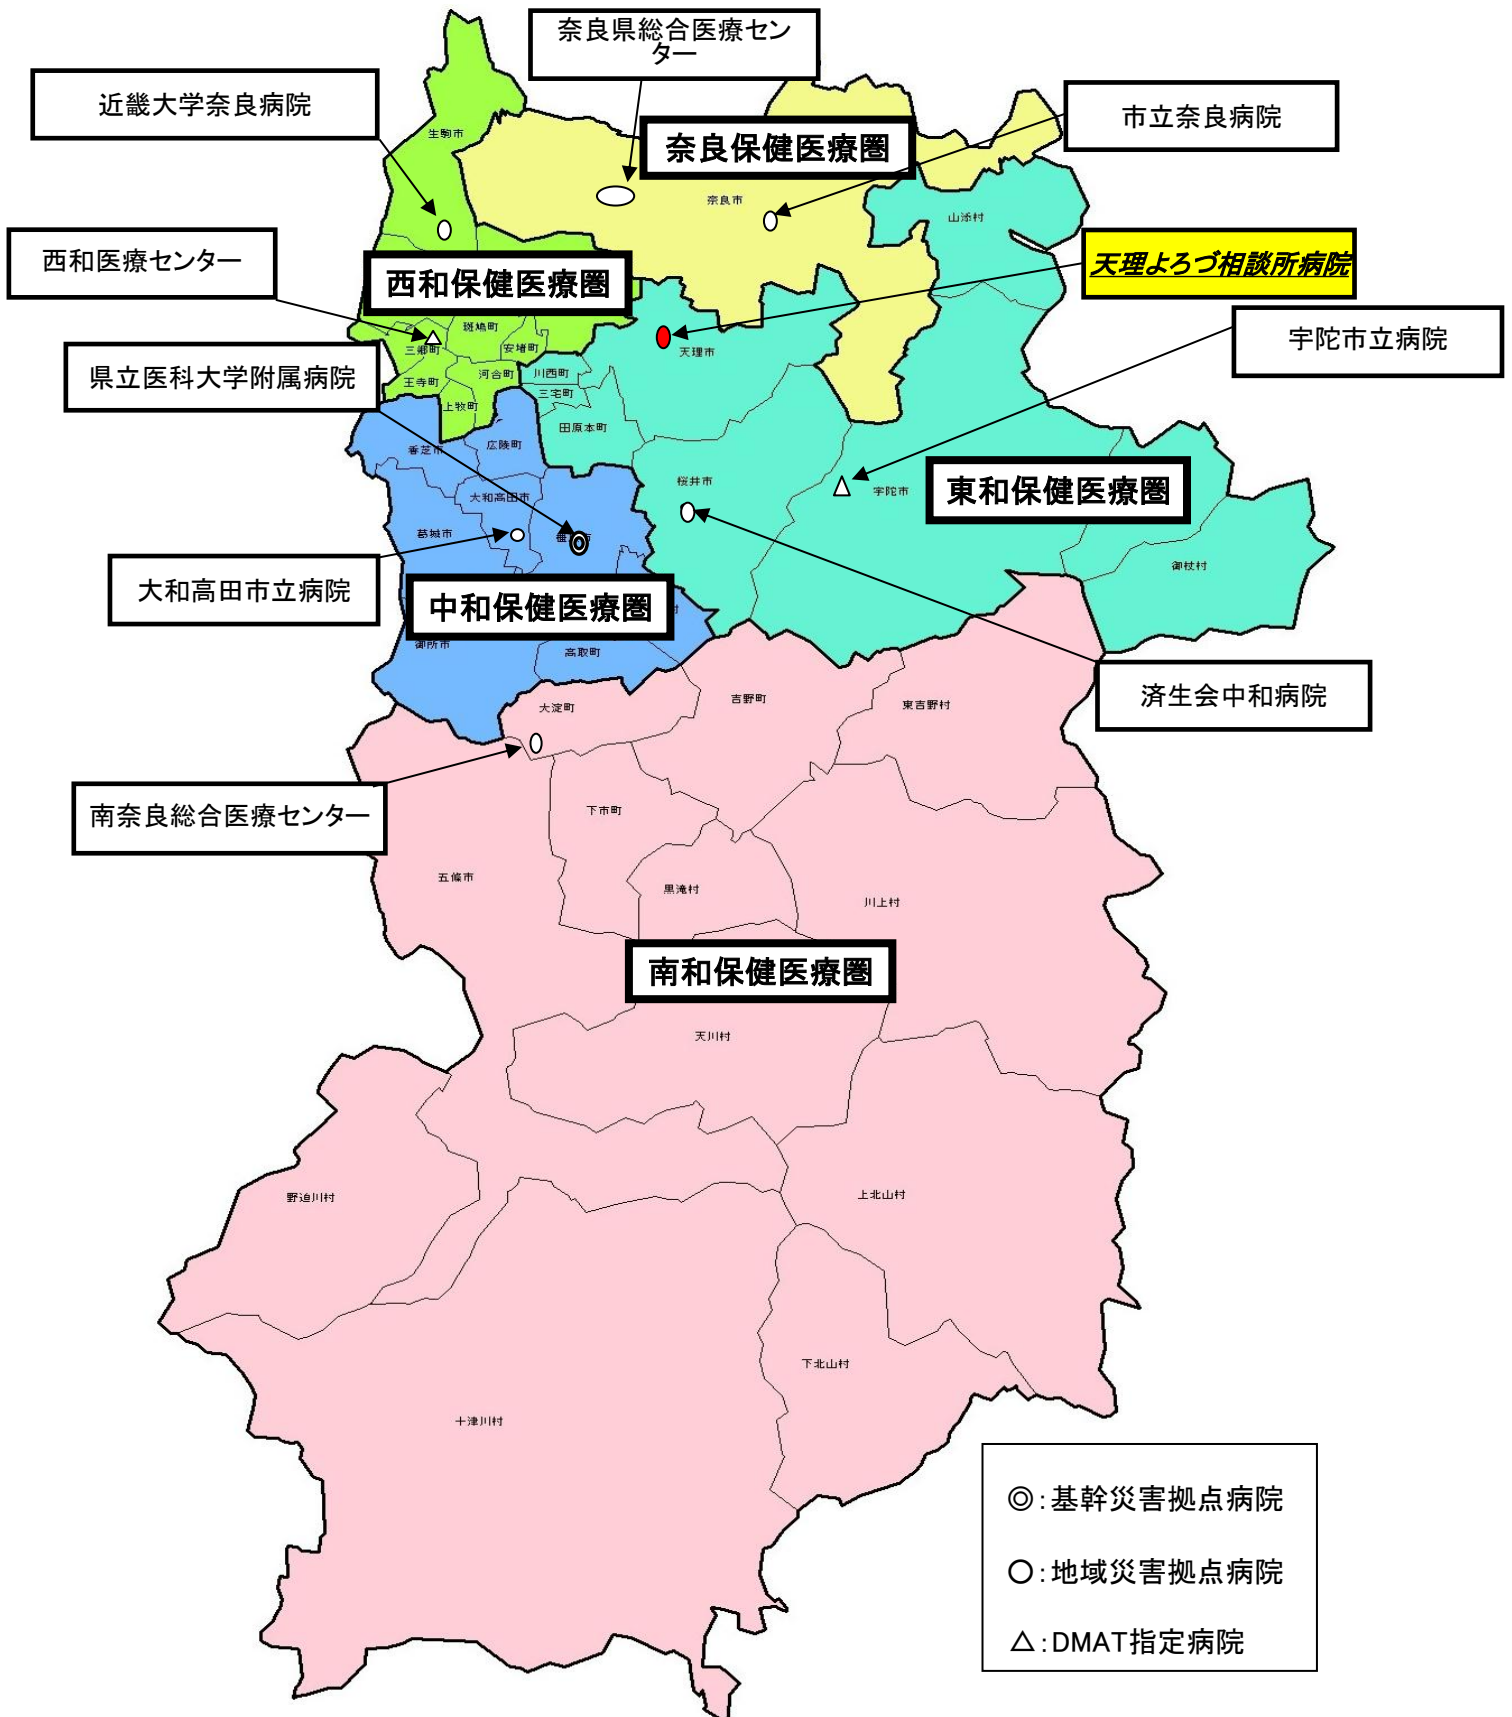 奈良県総合医療セン
ター
近畿大学奈良病院
市立奈良病院
生駒市
奈良保健医療圏
奈良市
山添村
西和医療センター
西和保健医療圏
天理よろづ相談所病院
斑鳩町
三郷町
安堵町
天理市
宇陀市立病院
県立医科大学附属病院
王寺町
河合町
川西町
三宅町
上牧町
田原本町
香芝市
広陵町
大和高田市
桜井市
宇陀市
東和保健医療圏
葛城市
御杖村
大和高田市立病院
中和保健医療圏
御所市
高取町
済生会中和病院
大淀町
吉野町
東吉野村
南奈良総合医療センター
下市町
五條市
黒滝村
川上村
南和保健医療圏
天川村
野迫川村
上北山村
下北山村
十津川村
◎:基幹災害拠点病院
○:地域災害拠点病院
△:DMAT指定病院